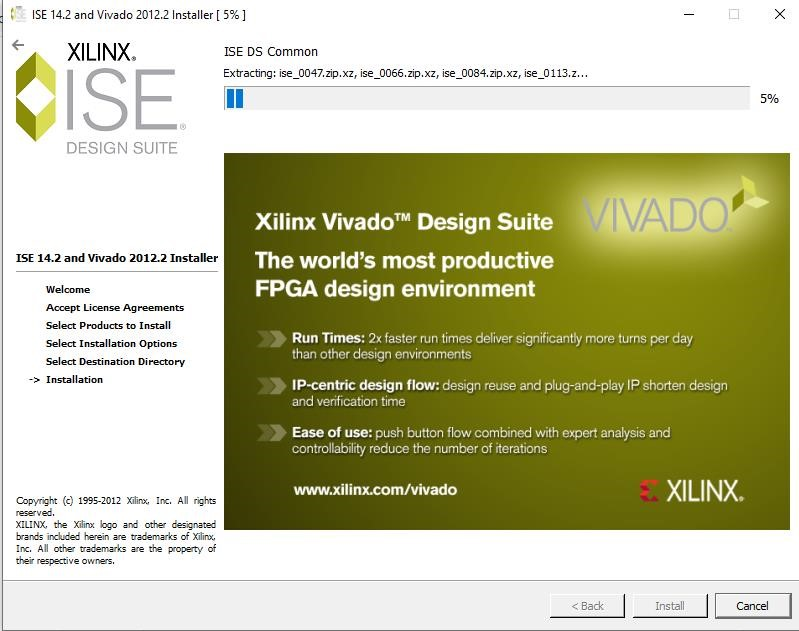 ISE 14.2 and Vivado 2012.2 Installer [ 5% ]
XILINX®
ISE®
DESIGN SUITE
ISE DS Common
Extracting: ise_0047.zip.xz, ise_0066.zip.xz, ise_0084.zip.xz, ise_0113.z...
5%
ISE 14.2 and Vivado 2012.2 Installer
Welcome
Accept License Agreements
Select Products to Install
Select Installation Options
Select Destination Directory
-> Installation
VIVADO™
Xilinx Vivado™ Design Suite
The world's most productive
FPGA design environment
Run Times: 2x faster run times deliver significantly more turns per day
than other design environments
IP-centric design flow: design reuse and plug-and-play IP shorten design
and verification time
Ease of use: push button flow combined with expert analysis and
controllability reduce the number of iterations
www.xilinx.com/vivado
XILINX®
Copyright (c) 1995-2012 Xilinx, Inc. All rights
reserved.
XILINX, the Xilinx logo and other designated
brands included herein are trademarks of Xilinx,
Inc. All other trademarks are the property of
their respective owners.
< Back
Install
Cancel